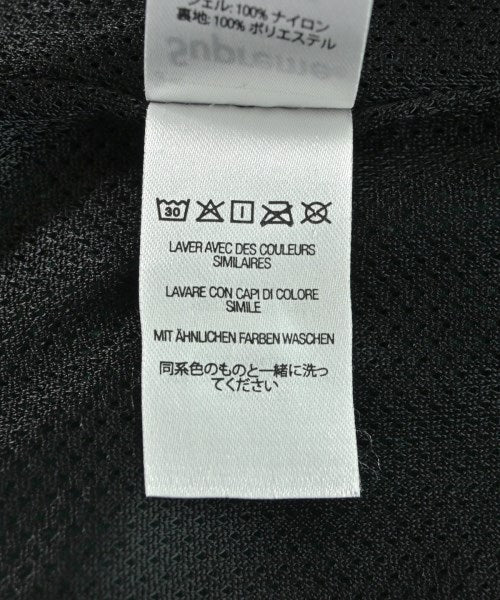 シェル: 100% ナイロン
裏地: 100% ポリエステル
Supreme
30
LAVER AVEC DES COULEURS
SIMILAIRES
LAVARE CON CAPI DI COLORE
SIMILE
MIT ÄHNLICHEN FARBEN WASCHEN
同系色のものと一緒に洗っ
てください